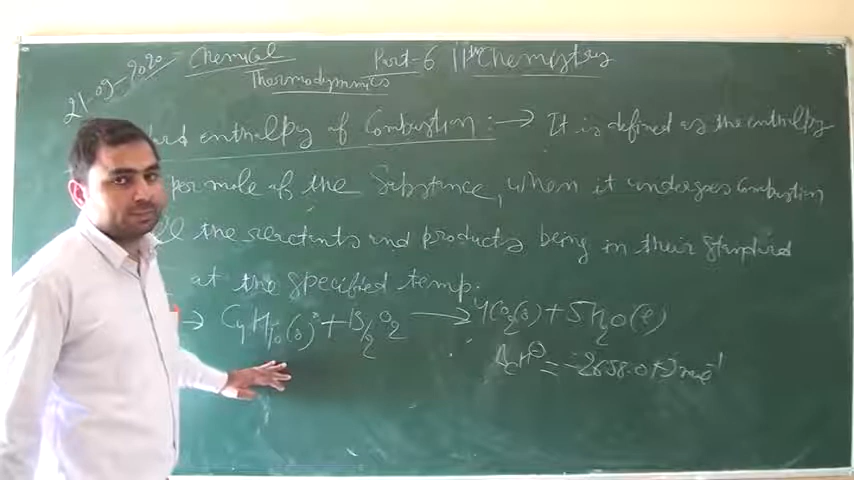 21-09-2020 Chemical Part-6 11th Chemistry
Thermodynamics
enthalpy of Combustion :→ It is defined as the enthalpy
per mole of the Substance, when it undergoes Combustion
the reactants and products being in their Standard
at the specified temp.
→ C4H10(g) + 13/2 O2 → 4CO2(g) + 5H2O(l)
ΔcH⊖ = -2658.0 KJ mol⁻¹